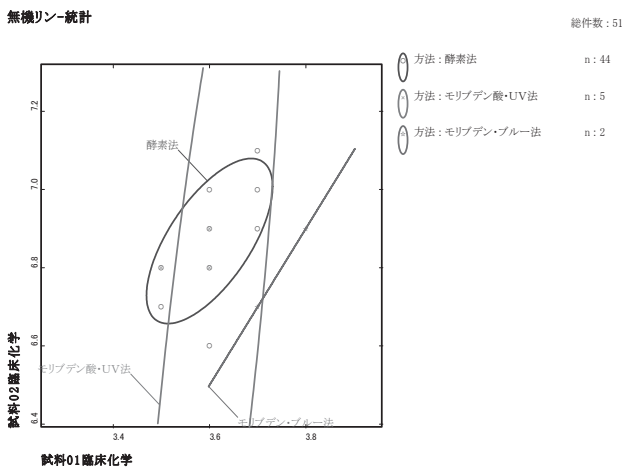 無機リン-統計
総件数 : 51
方法 : 酵素法 n : 44
方法 : モリブデン酸・UV法 n : 5
方法 : モリブデン・ブルー法 n : 2
酵素法
モリブデン酸・UV法
モリブデン・ブルー法
7.2
7.0
6.8
6.6
6.4
試料02臨床化学
3.4 3.6 3.8
試料01臨床化学